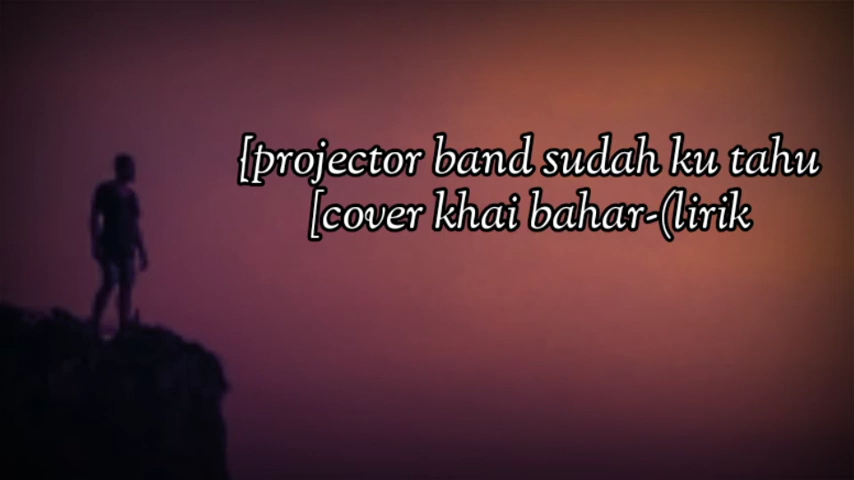 {projector band sudah ku tahu
[cover khai bahar-(lirik